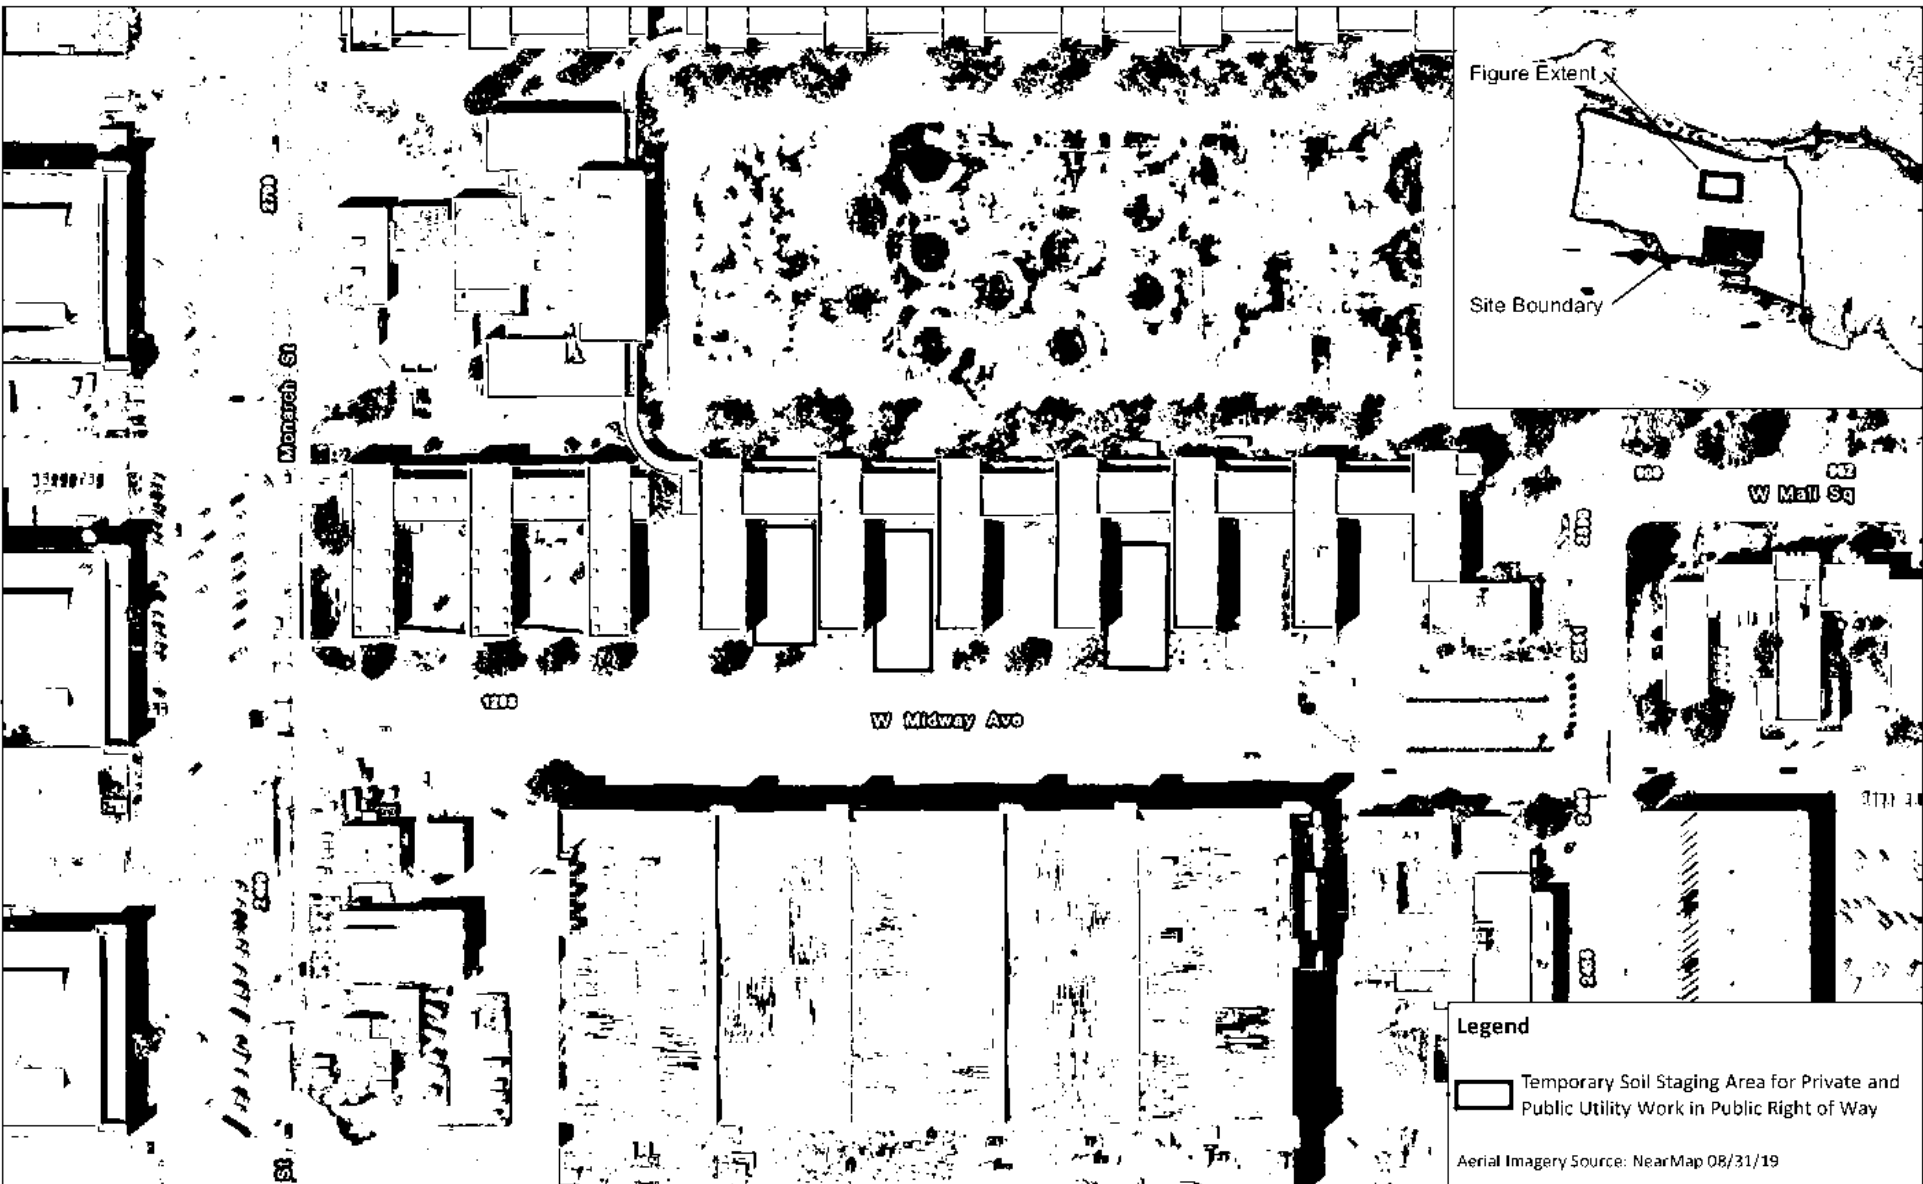 Figure Extent
Site Boundary
Monarch St
W Mall Sq
W Midway Ave
St
Legend
Temporary Soil Staging Area for Private and
Public Utility Work in Public Right of Way
Aerial Imagery Source: NearMap 08/31/19